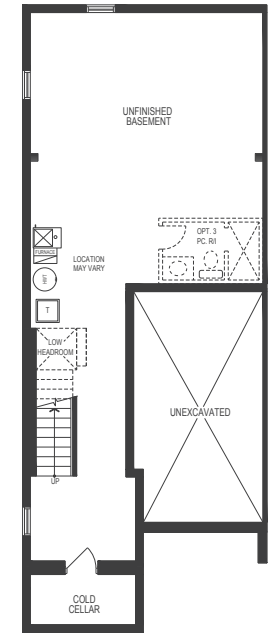 UNFINISHED
BASEMENT
OPT. 3
PC. R/I
FURNACE
LOCATION
MAY VARY
HWT
T
LOW
HEADROOM
UNEXCAVATED
UP
COLD
CELLAR